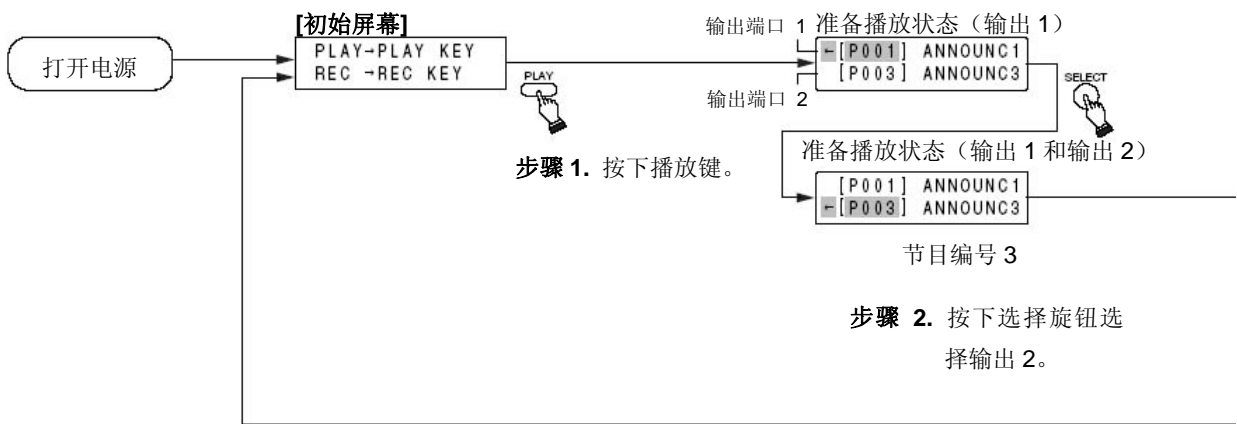 打开电源
[初始屏幕]
PLAY→PLAY KEY
REC →REC KEY
PLAY
步骤 1. 按下播放键。
输出端口 1
准备播放状态（输出 1）
←[P001] ANNOUNC1
[P003] ANNOUNC3
输出端口 2
SELECT
准备播放状态（输出 1 和输出 2）
[P001] ANNOUNC1
←[P003] ANNOUNC3
节目编号 3
步骤 2. 按下选择旋钮选
择输出 2。